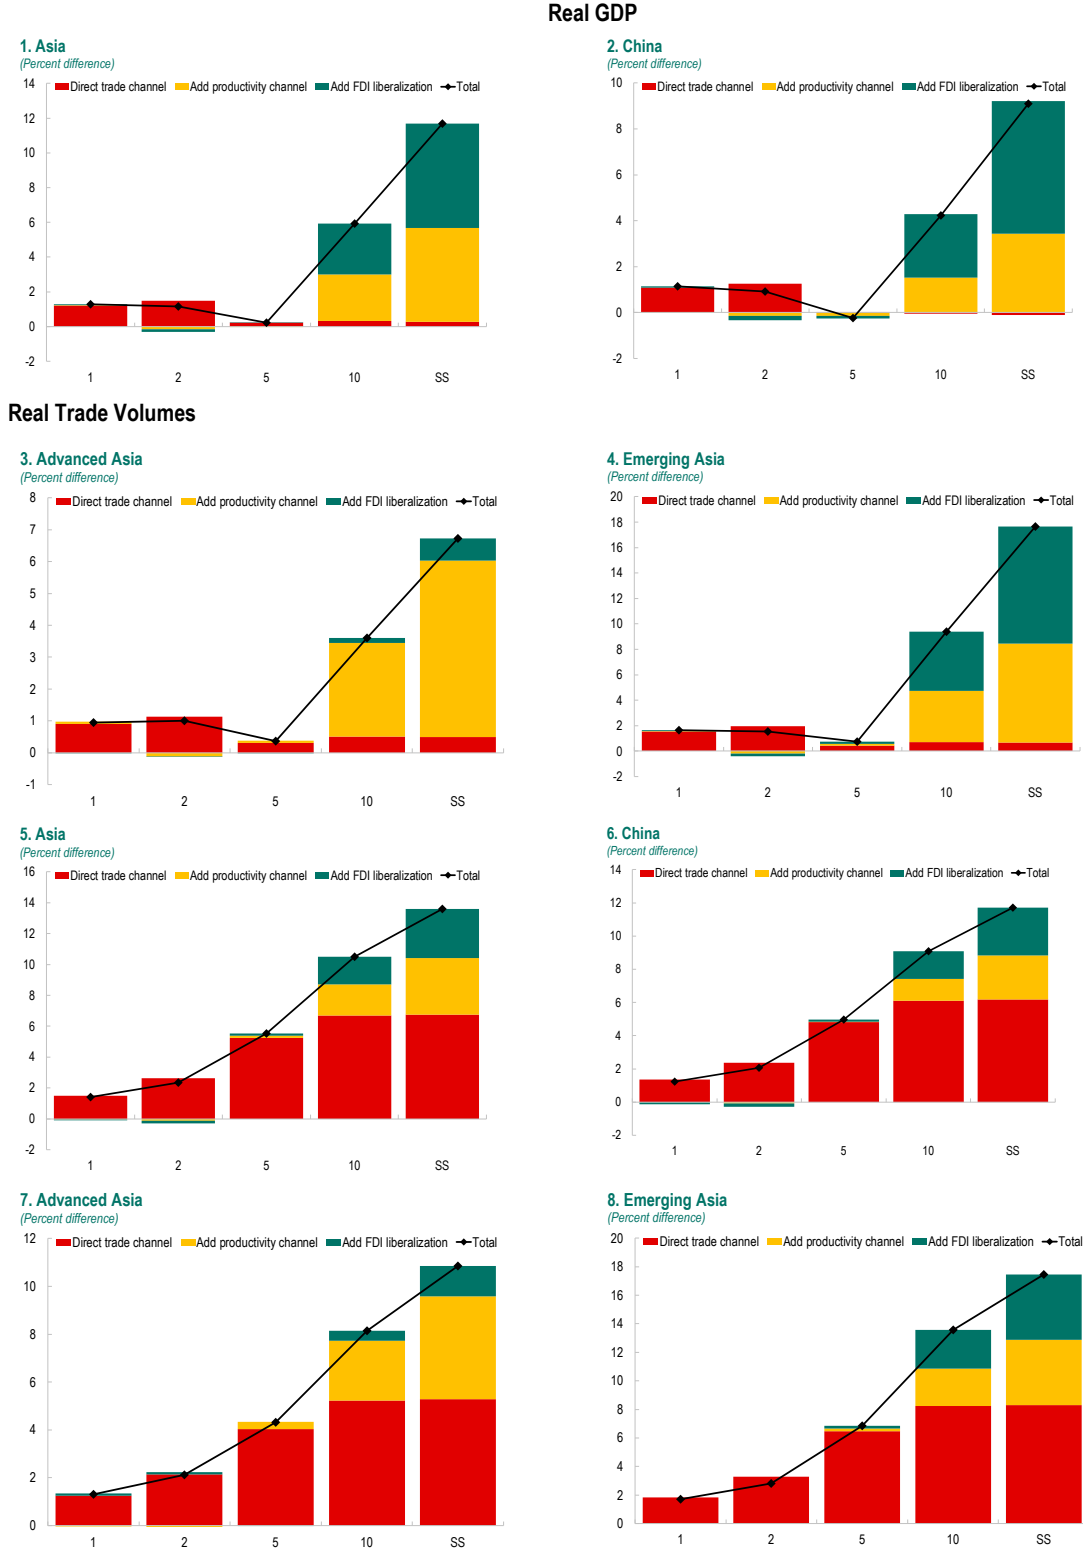 Real GDP
1. Asia
(Percent difference)
Direct trade channel Add productivity channel Add FDI liberalization Total
14
12
10
8
6
4
2
0
-2
1 2 5 10 SS
2. China
(Percent difference)
Direct trade channel Add productivity channel Add FDI liberalization Total
10
8
6
4
2
0
-2
1 2 5 10 SS
Real Trade Volumes
3. Advanced Asia
(Percent difference)
Direct trade channel Add productivity channel Add FDI liberalization Total
8
7
6
5
4
3
2
1
0
-1
1 2 5 10 SS
4. Emerging Asia
(Percent difference)
Direct trade channel Add productivity channel Add FDI liberalization Total
20
18
16
14
12
10
8
6
4
2
0
-2
1 2 5 10 SS
5. Asia
(Percent difference)
Direct trade channel Add productivity channel Add FDI liberalization Total
16
14
12
10
8
6
4
2
0
-2
1 2 5 10 SS
6. China
(Percent difference)
Direct trade channel Add productivity channel Add FDI liberalization Total
14
12
10
8
6
4
2
0
-2
1 2 5 10 SS
7. Advanced Asia
(Percent difference)
Direct trade channel Add productivity channel Add FDI liberalization Total
12
10
8
6
4
2
0
1 2 5 10 SS
8. Emerging Asia
(Percent difference)
Direct trade channel Add productivity channel Add FDI liberalization Total
20
18
16
14
12
10
8
6
4
2
0
1 2 5 10 SS